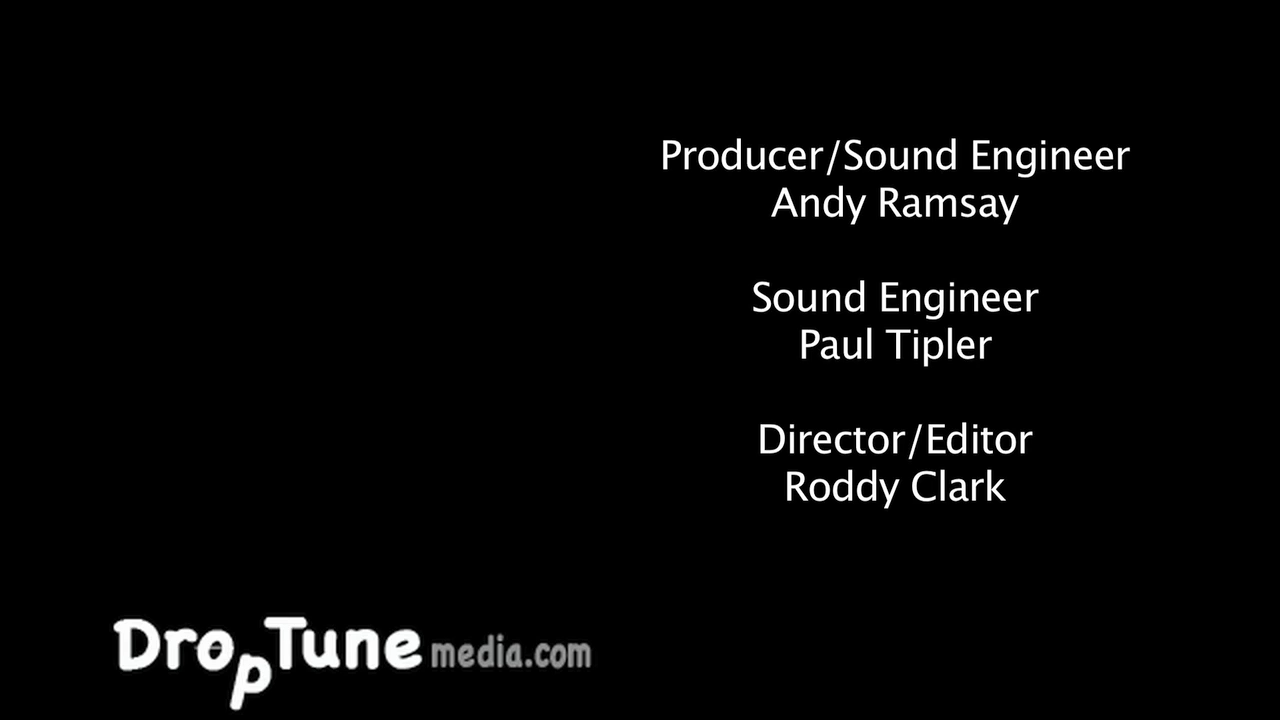 Producer/Sound Engineer
Andy Ramsay
Sound Engineer
Paul Tipler
Director/Editor
Roddy Clark
DropTune media.com